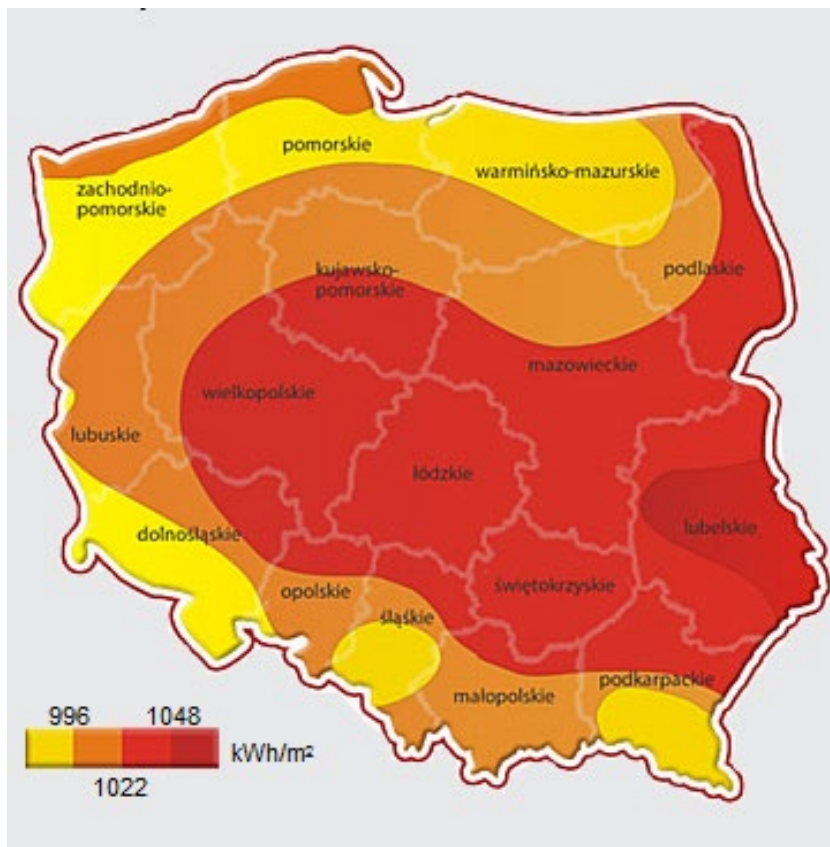 pomorskie
warmińsko-mazurskie
zachodnio-
pomorskie
podlaskie
kujawsko-
pomorskie
mazowieckie
wielkopolskie
lubuskie
łódzkie
lubelskie
dolnośląskie
opolskie
świętokrzyskie
śląśkie
małopolskie
podkarpackie
996 1048
kWh/m²
1022